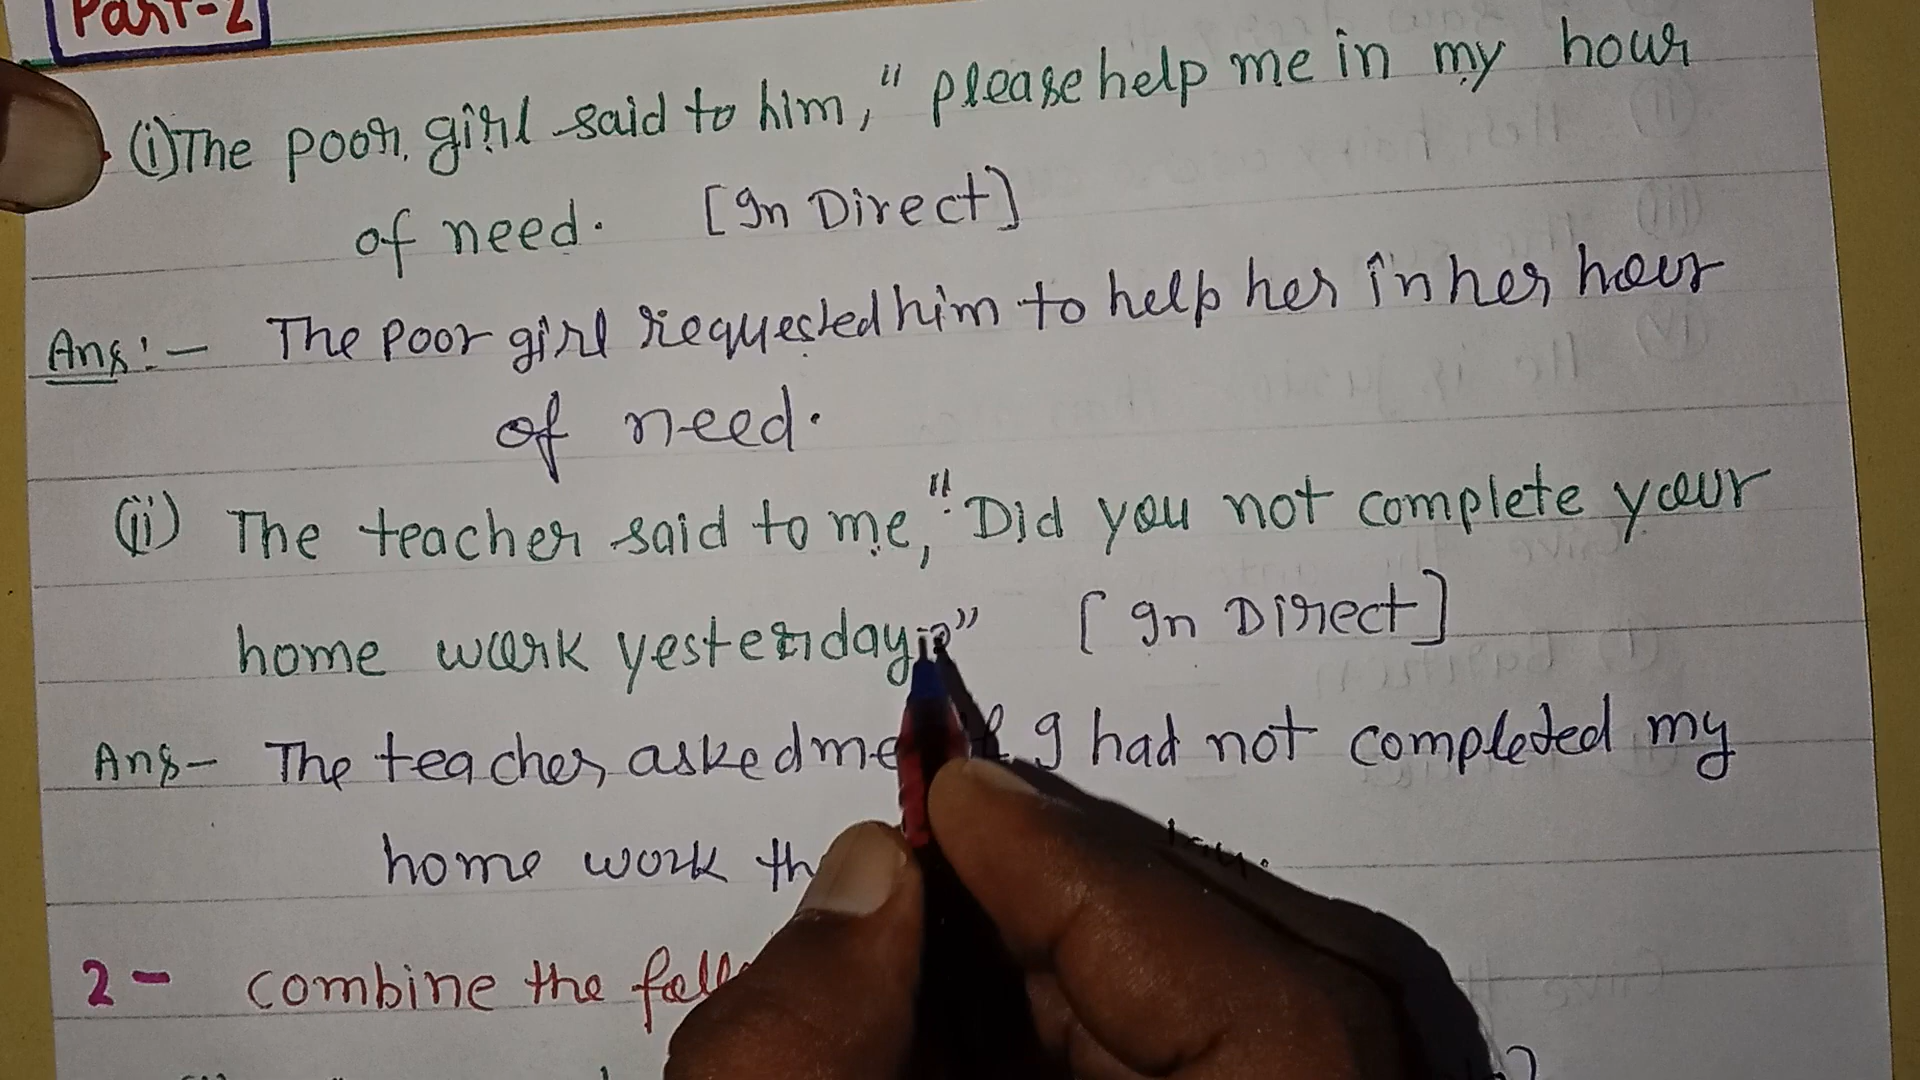 Part-2
(i) The poor girl said to him, "please help me in my hour
of need. [In Direct]
Ans:- The poor girl requested him to help her in her hour
of need.
(ii) The teacher said to me, "Did you not complete your
home work yesterday?" [In Direct]
Ans- The teacher asked me I had not completed my
home work
2- combine the